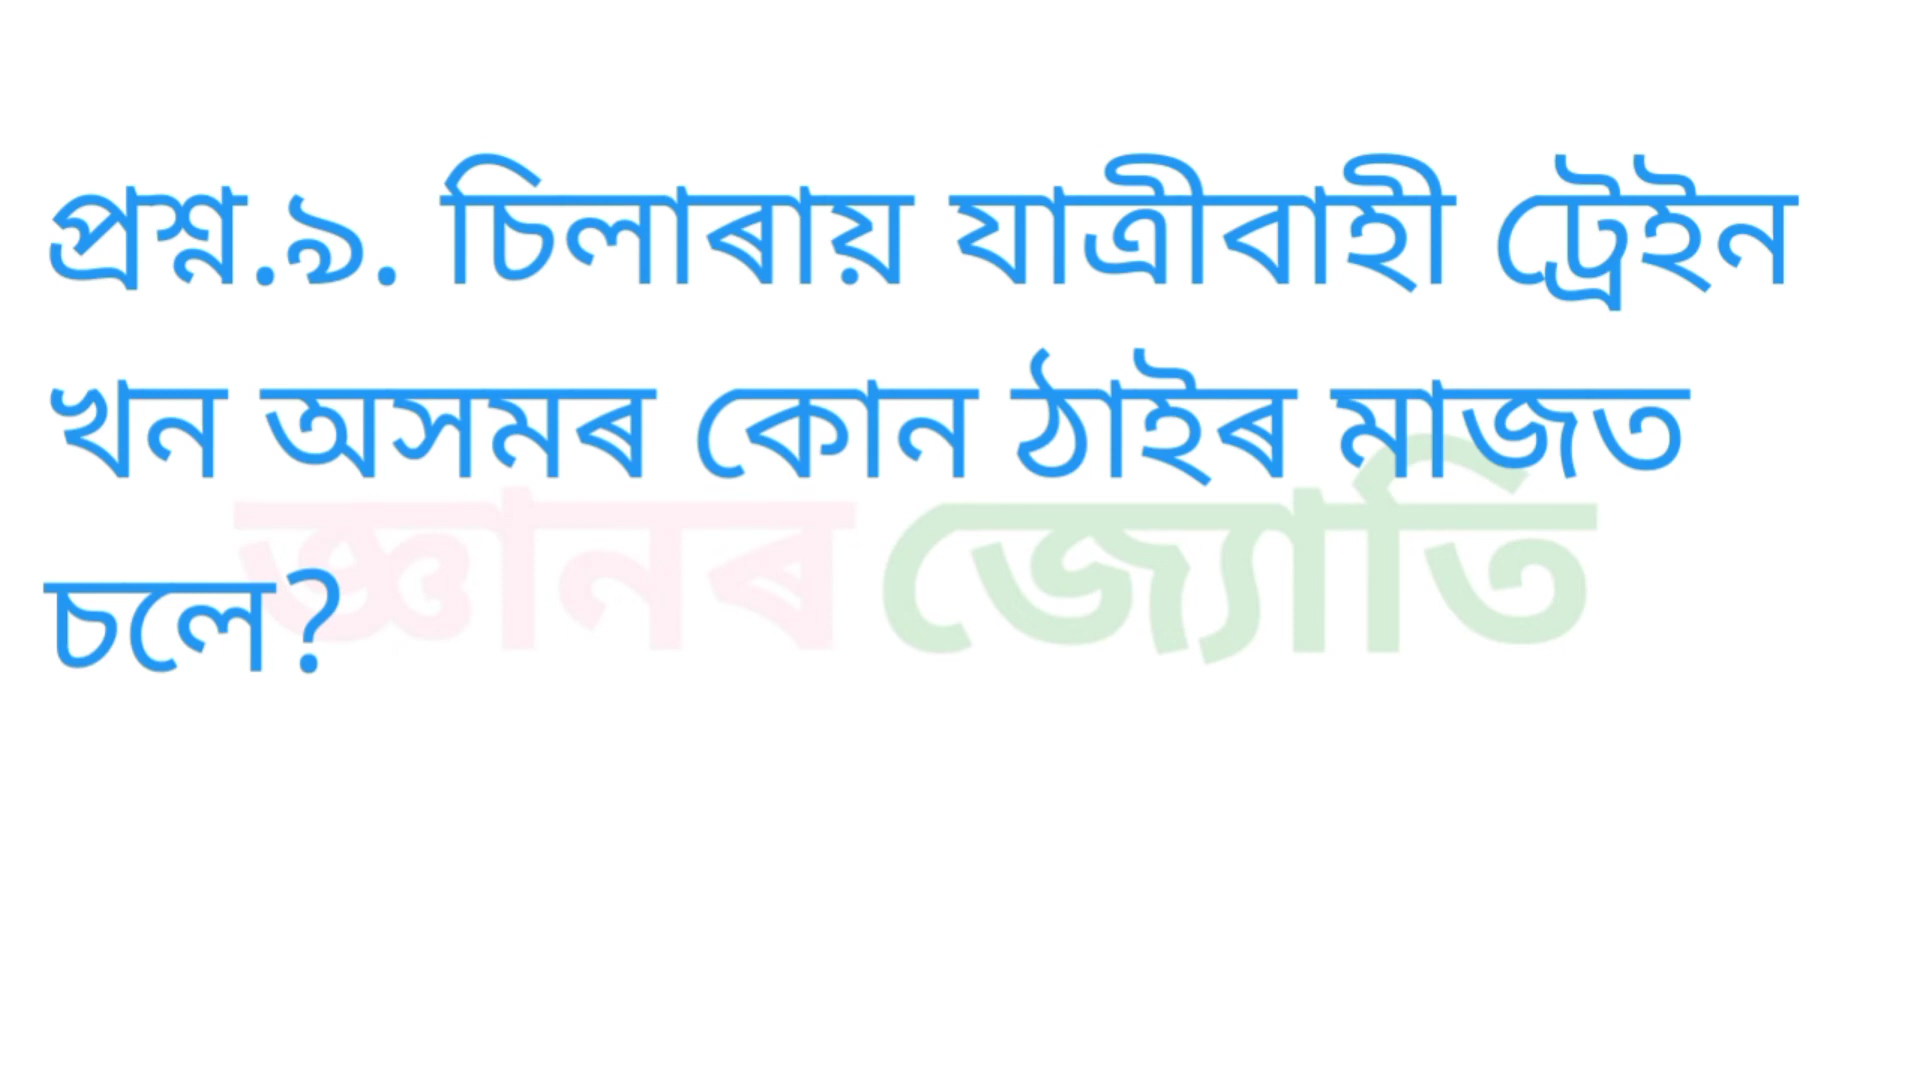 প্ৰশ্ন.৯. চিলাৰায় যাত্ৰীবাহী ট্ৰেইন
খন অসমৰ কোন ঠাইৰ মাজত
জ্ঞানৰ জ্যোতি
চলে?